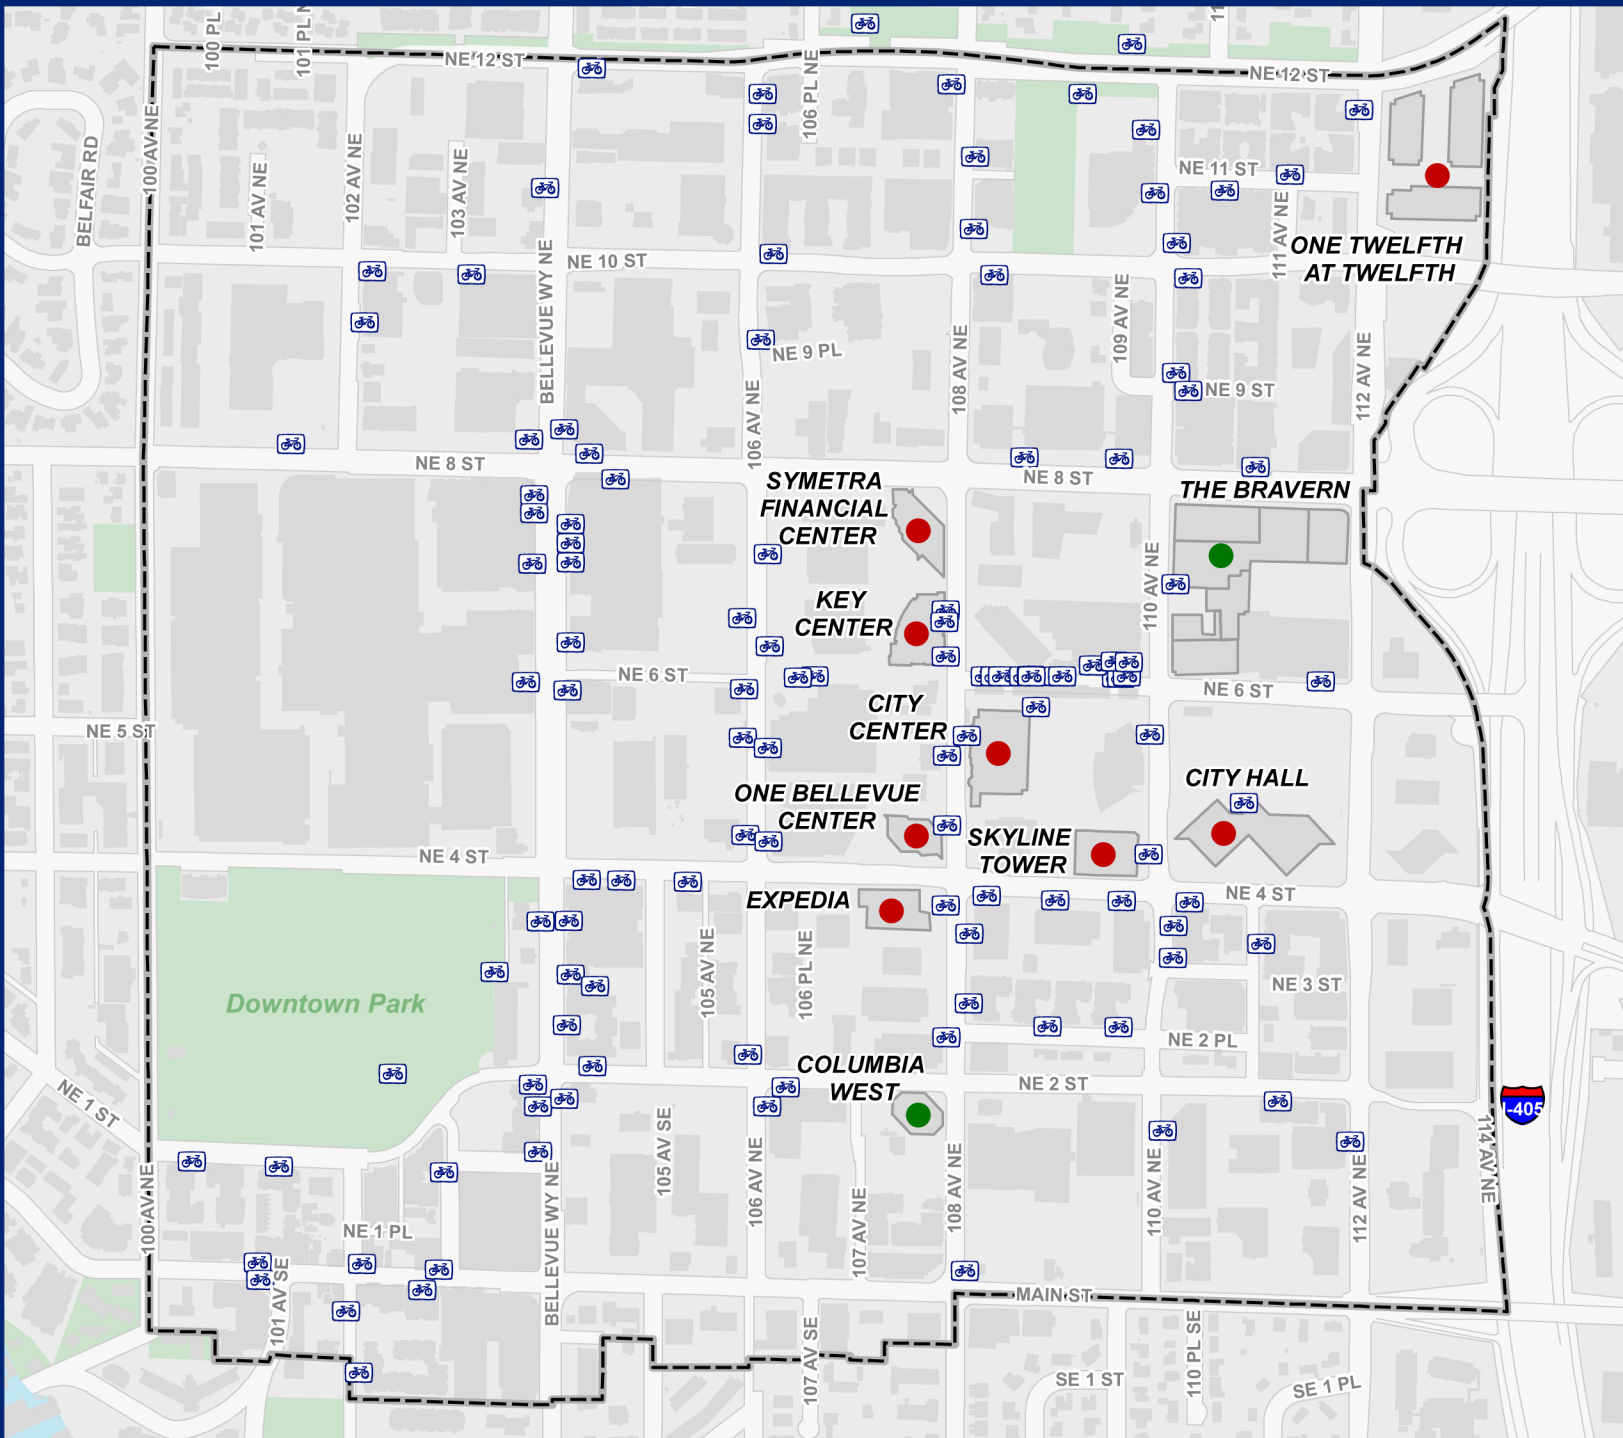 100 PL
101 PL N
11
NE 12 ST
NE 12 ST
106 PL NE
BELFAIR RD
100 AV NE
101 AV NE
102 AV NE
103 AV NE
NE 11 ST
111 AV NE
ONE TWELFTH
AT TWELFTH
BELLEVUE WY NE
NE 10 ST
109 AV NE
NE 9 PL
108 AV NE
112 AV NE
106 AV NE
NE 9 ST
NE 8 ST
NE 8 ST
SYMETRA
FINANCIAL
CENTER
THE BRAVERN
110 AV NE
KEY
CENTER
NE 6 ST
NE 6 ST
CITY
CENTER
NE 5 ST
CITY HALL
ONE BELLEVUE
CENTER
SKYLINE
TOWER
NE 4 ST
NE 4 ST
EXPEDIA
105 AV NE
106 PL NE
NE 3 ST
Downtown Park
NE 2 PL
COLUMBIA
WEST
NE 2 ST
NE 1 ST
I-405
114 AV NE
105 AV SE
106 AV NE
107 AV NE
108 AV NE
110 AV NE
112 AV NE
100 AV NE
BELLEVUE WY NE
NE 1 PL
101 AV SE
MAIN ST
107 AV SE
110 PL SE
SE 1 ST
SE 1 PL